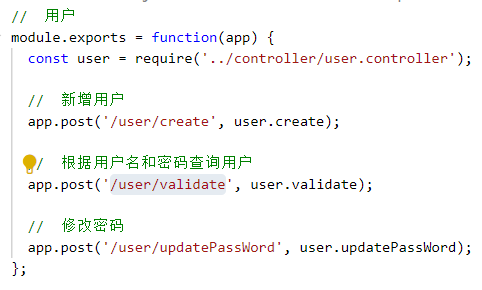 // 用户
module.exports = function(app) {
const user = require('../controller/user.controller');
// 新增用户
app.post('/user/create', user.create);
/ 根据用户名和密码查询用户
app.post('/user/validate', user.validate);
// 修改密码
app.post('/user/updatePassWord', user.updatePassWord);
};